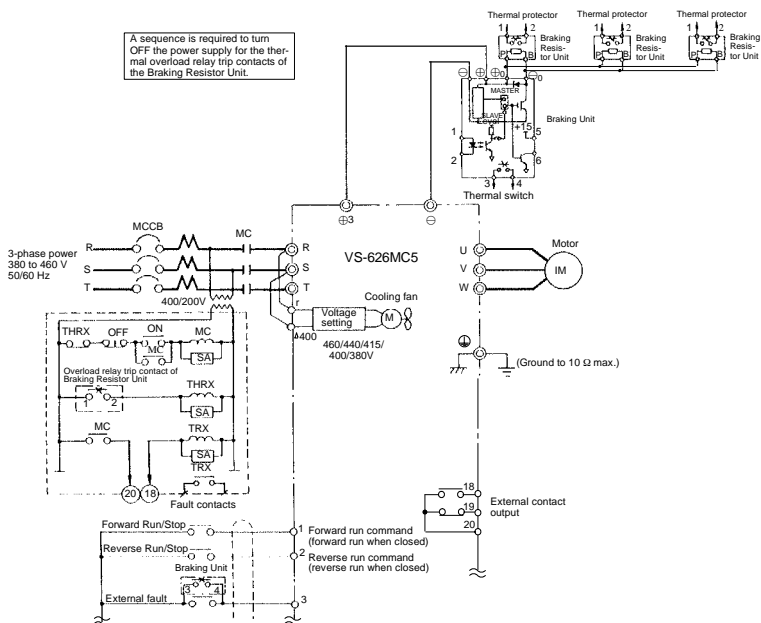 Thermal protector
Thermal protector
Thermal protector
1 2
1 2
1 2
Braking
Resis-
tor Unit
Braking
Resis-
tor Unit
Braking
Resis-
tor Unit
P B
P B
P B
A sequence is required to turn
OFF the power supply for the ther-
mal overload relay trip contacts of
the Braking Resistor Unit.
⊖ ⊕ ⊕0 ⊖0
MASTER
SLAVE
+15
Braking Unit
1
2
5
6
3 4
Thermal switch
⊕3
⊖
MCCB
MC
3-phase power
380 to 460 V
50/60 Hz
R
S
T
R
S
T
VS-626MC5
U
V
W
Motor
IM
400/200V
r
Voltage
setting
Cooling fan
M
400
460/440/415/
400/380V
THRX OFF ON MC
MC
SA
Overload relay trip contact of
Braking Resistor Unit
1 2
THRX
SA
MC
TRX
SA
TRX
20 18
Fault contacts
(Ground to 10 Ω max.)
18
19
20
External contact
output
Forward Run/Stop
1
Forward run command
(forward run when closed)
Reverse Run/Stop
2
Reverse run command
(reverse run when closed)
Braking Unit
3 4
External fault
3